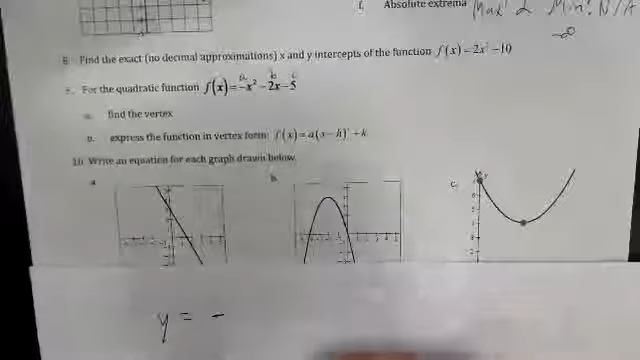 f. Absolute extrema Max: ∞ Min: N/A
-∞
8. Find the exact (no decimal approximations) x and y intercepts of the function f(x) = 2x² - 10
9. For the quadratic function f(x) = -x² - 2x - 5
a b c
a. find the vertex
b. express the function in vertex form: f(x) = a(x - h)² + k
10. Write an equation for each graph drawn below.
a. b. c.
y
y = -